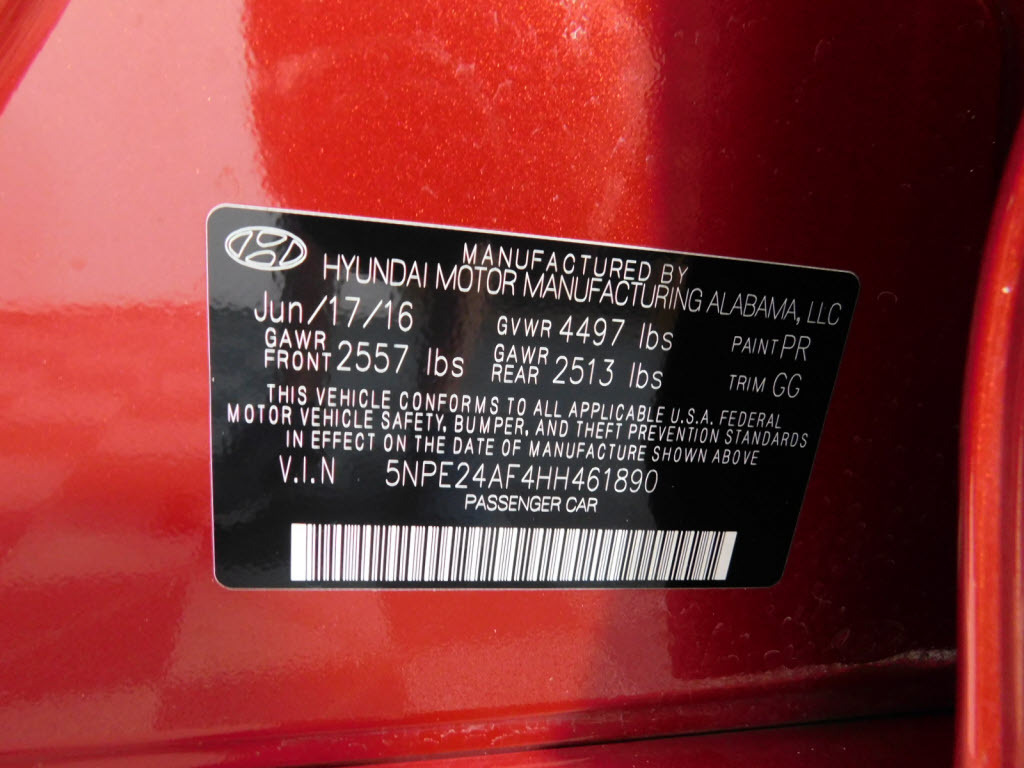 MANUFACTURED BY
HYUNDAI MOTOR MANUFACTURING ALABAMA, LLC
Jun/17/16 GVWR 4497 lbs PAINT PR
GAWR FRONT 2557 lbs GAWR REAR 2513 lbs TRIM GG
THIS VEHICLE CONFORMS TO ALL APPLICABLE U.S.A. FEDERAL
MOTOR VEHICLE SAFETY, BUMPER, AND THEFT PREVENTION STANDARDS
IN EFFECT ON THE DATE OF MANUFACTURE SHOWN ABOVE
V.I.N 5NPE24AF4HH461890
PASSENGER CAR